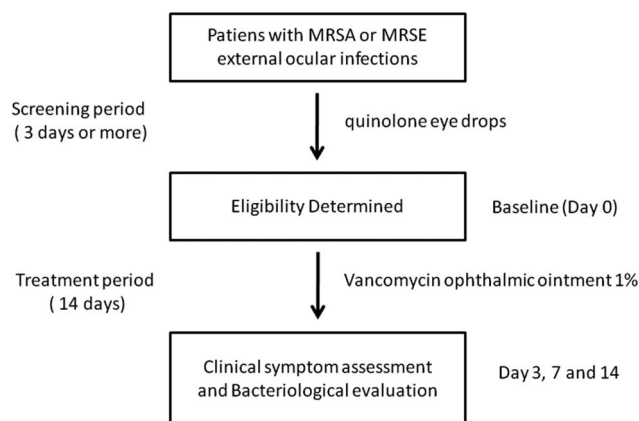 Patiens with MRSA or MRSE
external ocular infections
Screening period
( 3 days or more)
quinolone eye drops
Eligibility Determined
Baseline (Day 0)
Treatment period
( 14 days)
Vancomycin ophthalmic ointment 1%
Clinical symptom assessment
and Bacteriological evaluation
Day 3, 7 and 14